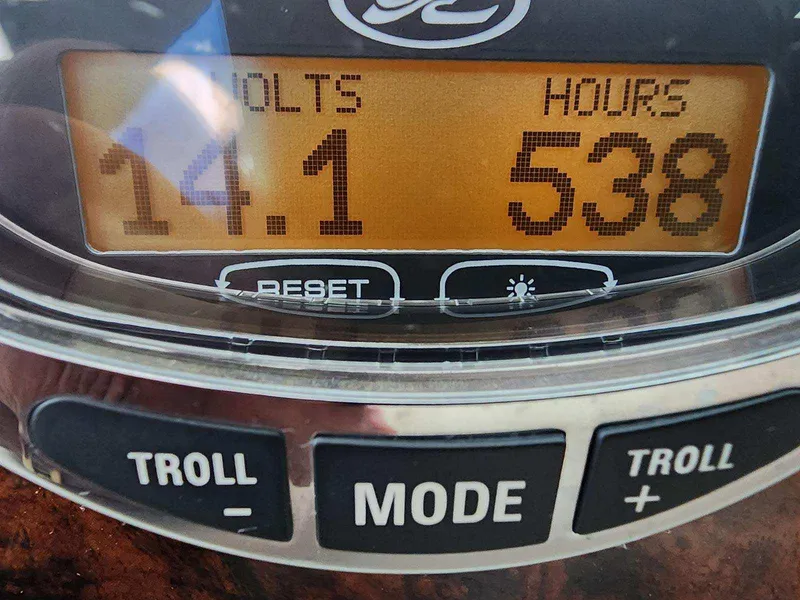 VOLTS HOURS
14.1 538
RESET
TROLL MODE TROLL
- +